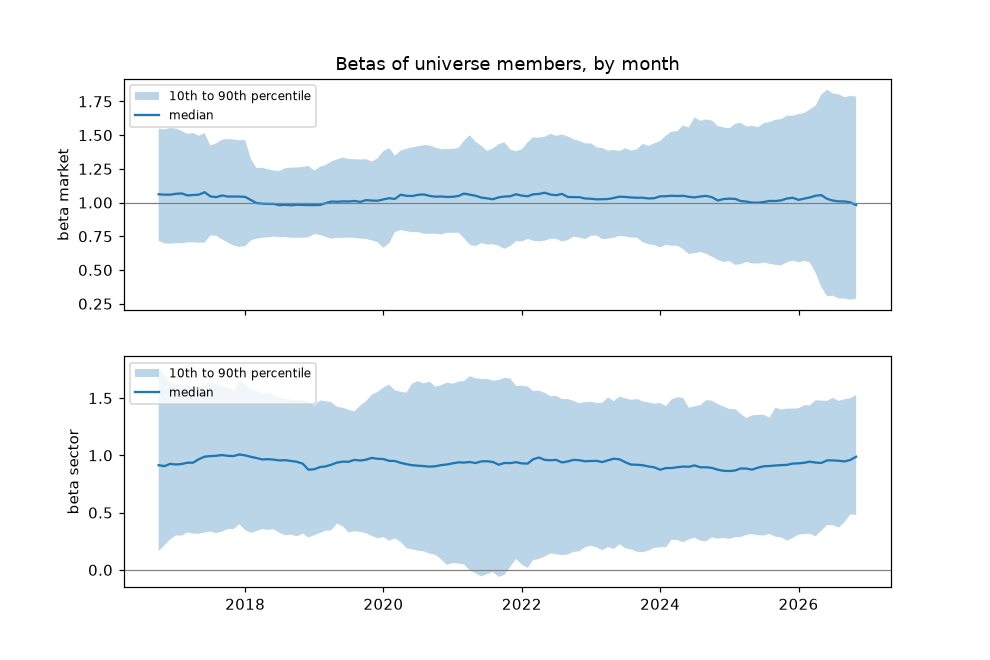 Betas of universe members, by month
10th to 90th percentile
median
beta market
1.75
1.50
1.25
1.00
0.75
0.50
0.25
10th to 90th percentile
median
beta sector
1.5
1.0
0.5
0.0
2018
2020
2022
2024
2026